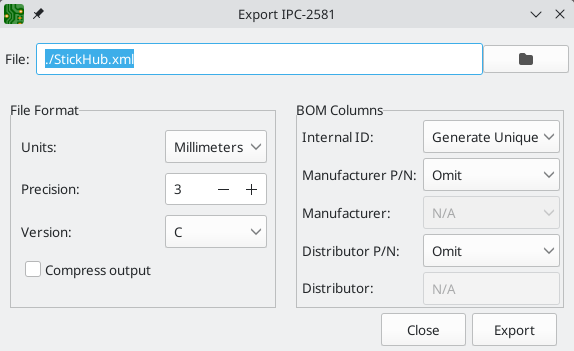 Export IPC-2581
File: ./StickHub.xml
File Format
Units: Millimeters
Precision: 3
Version: C
Compress output
BOM Columns
Internal ID: Generate Unique
Manufacturer P/N: Omit
Manufacturer: N/A
Distributor P/N: Omit
Distributor: N/A
Close Export